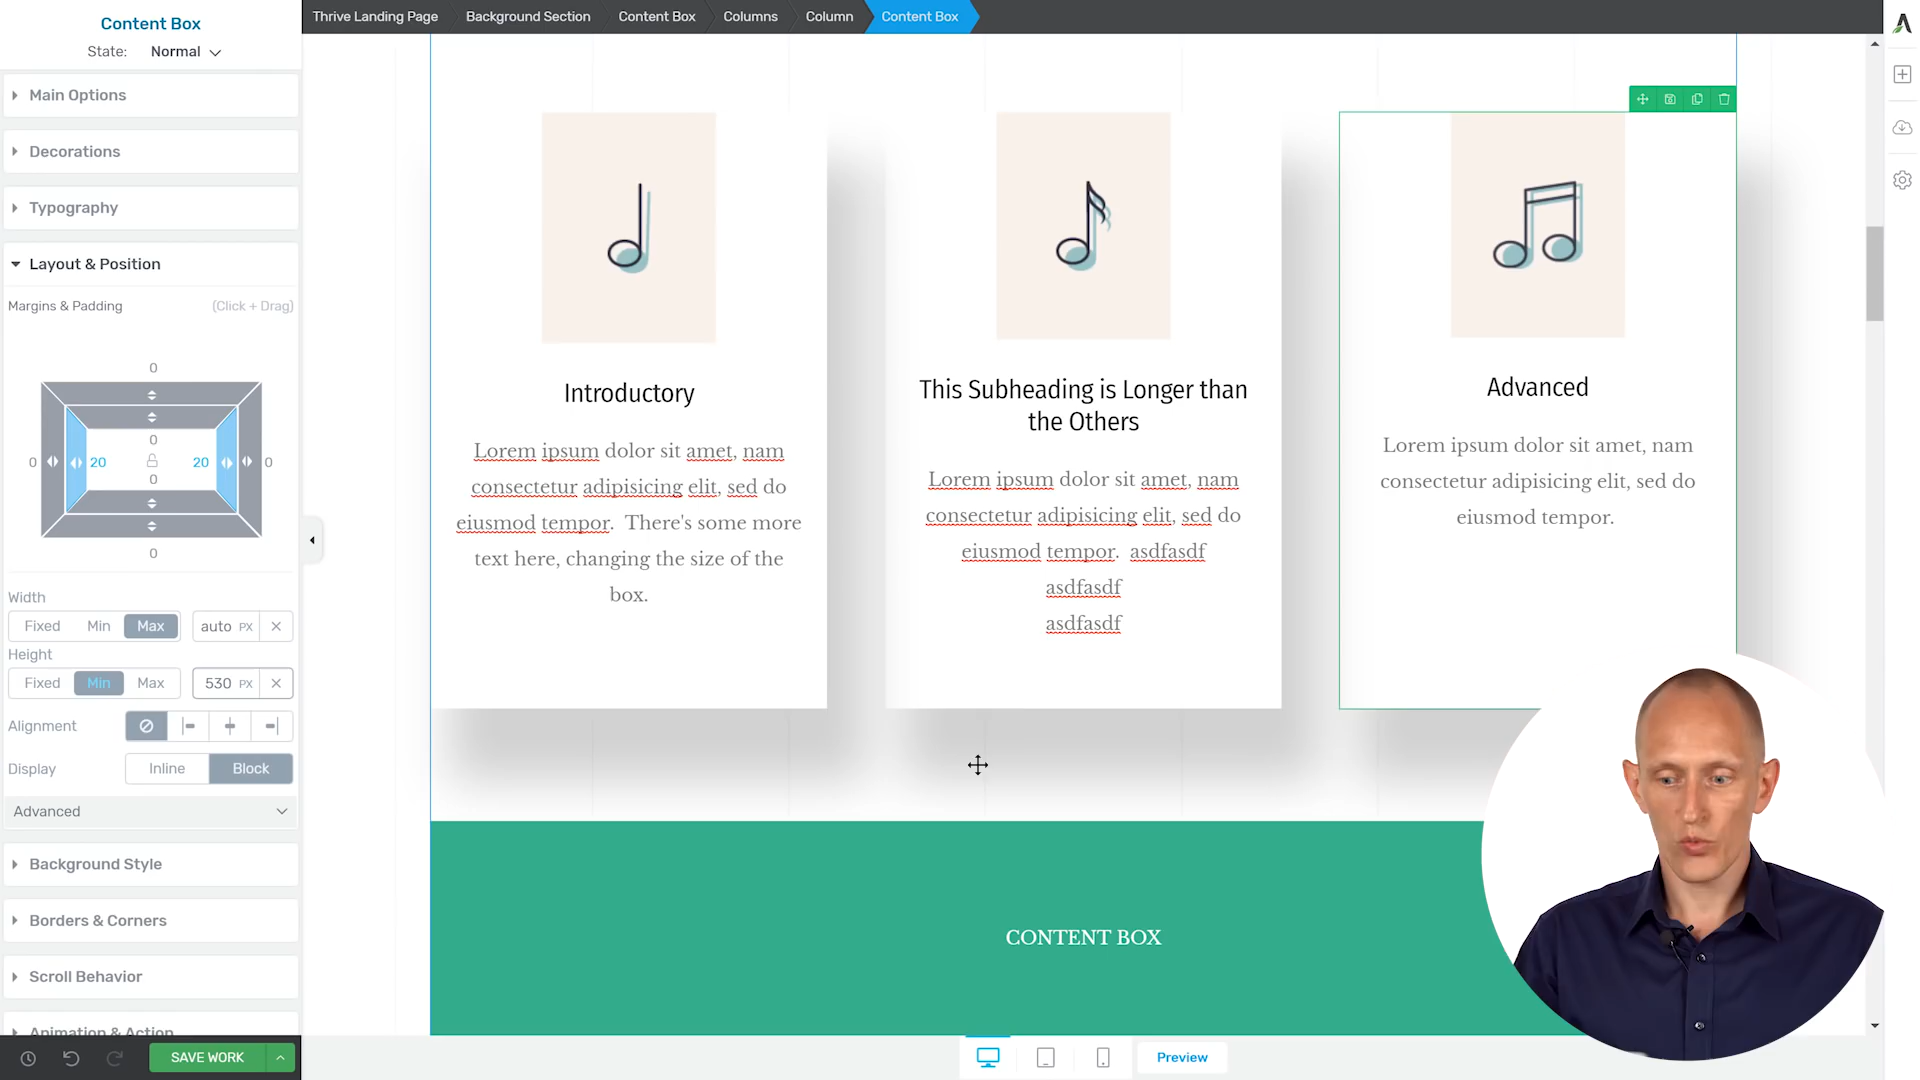 Content Box
State: Normal
Thrive Landing Page Background Section Content Box Columns Column Content Box
Main Options
Decorations
Typography
Layout & Position
Margins & Padding (Click + Drag)
0
0
0 20 20 0
0
0
Width
Fixed Min Max auto PX
Height
Fixed Min Max 530 PX
Alignment
Display Inline Block
Advanced
Background Style
Borders & Corners
Scroll Behavior
Animation & Action
SAVE WORK
Introductory
Lorem ipsum dolor sit amet, nam
consectetur adipisicing elit, sed do
eiusmod tempor. There's some more
text here, changing the size of the
box.
This Subheading is Longer than
the Others
Lorem ipsum dolor sit amet, nam
consectetur adipisicing elit, sed do
eiusmod tempor. asdfasdf
asdfasdf
asdfasdf
Advanced
Lorem ipsum dolor sit amet, nam
consectetur adipisicing elit, sed do
eiusmod tempor.
CONTENT BOX
Preview